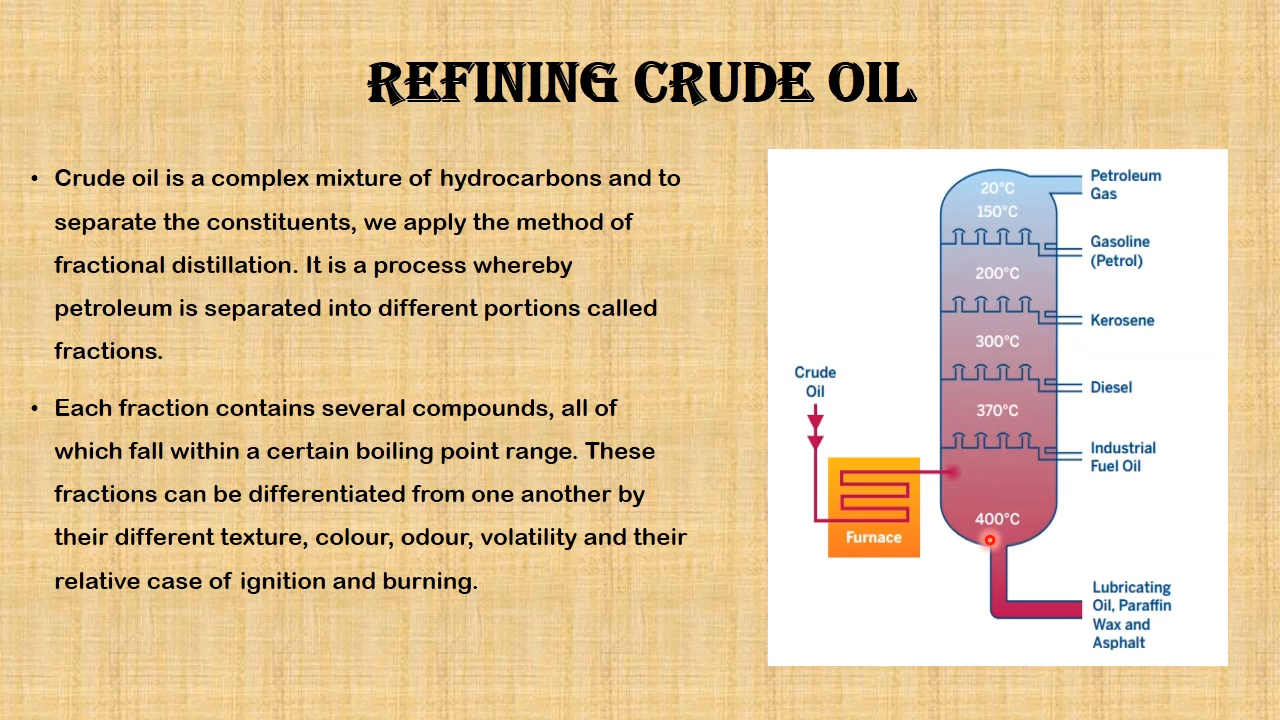 REFINING CRUDE OIL
• Crude oil is a complex mixture of hydrocarbons and to
separate the constituents, we apply the method of
fractional distillation. It is a process whereby
petroleum is separated into different portions called
fractions.
• Each fraction contains several compounds, all of
which fall within a certain boiling point range. These
fractions can be differentiated from one another by
their different texture, colour, odour, volatility and their
relative case of ignition and burning.
20°C
150°C
200°C
300°C
370°C
400°C
Petroleum
Gas
Gasoline
(Petrol)
Kerosene
Diesel
Industrial
Fuel Oil
Lubricating
Oil, Paraffin
Wax and
Asphalt
Crude
Oil
Furnace